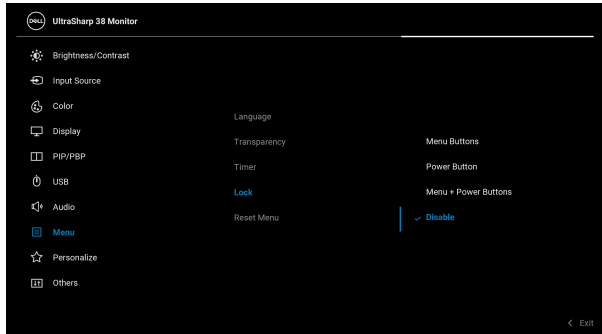 DELL UltraSharp 38 Monitor
Brightness/Contrast
Input Source
Color
Display
PIP/PBP
USB
Audio
Menu
Personalize
Others
Language
Transparency
Timer
Lock
Reset Menu
Menu Buttons
Power Button
Menu + Power Buttons
Disable
Exit